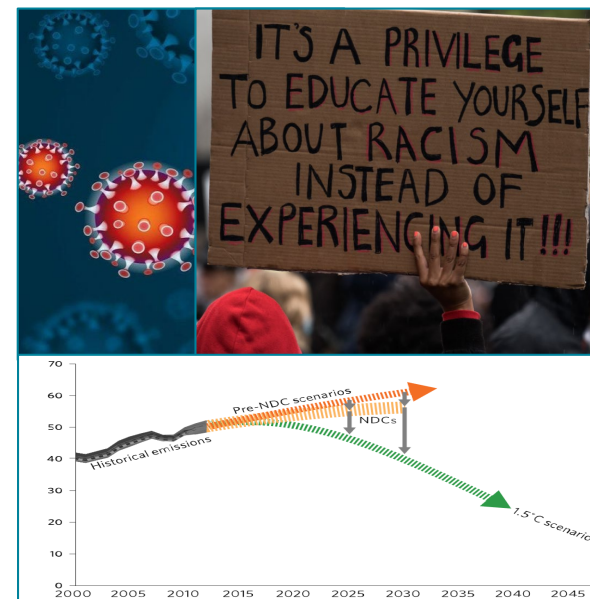 IT'S A PRIVILEGE
TO EDUCATE YOURSELF
ABOUT RACISM
INSTEAD OF
EXPERIENCING IT!!!
70
60
50
40
30
20
10
0
Pre-NDC scenarios
NDCs
Historical emissions
1.5°C scenario
2000 2005 2010 2015 2020 2025 2030 2035 2040 2045